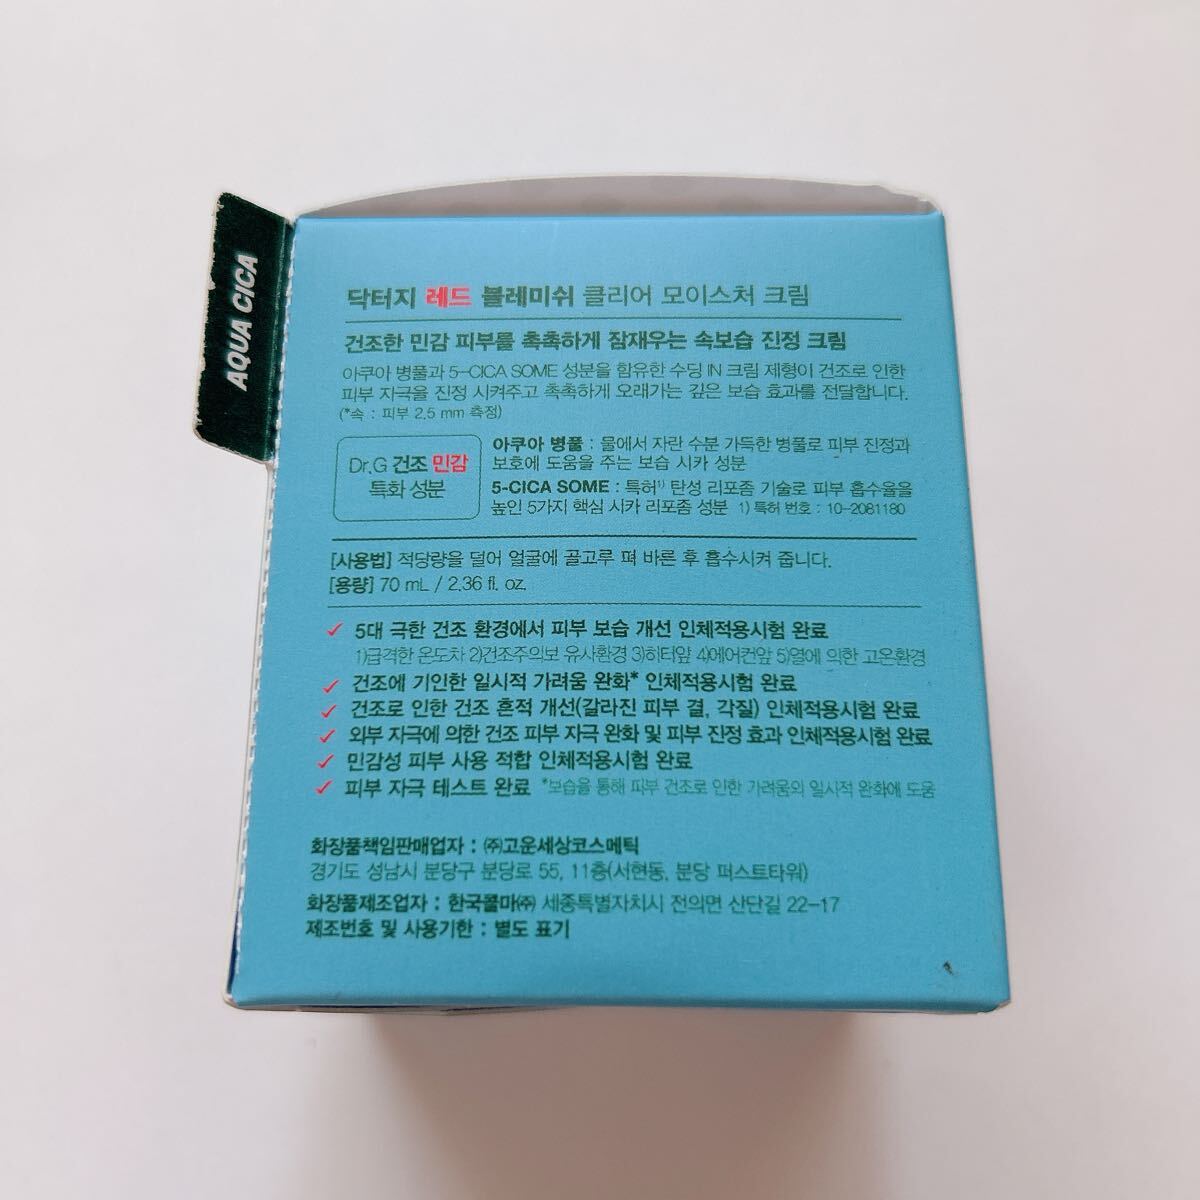 AQUA CICA
닥터지 레드 블레미쉬 클리어 모이스처 크림
건조한 민감 피부를 촉촉하게 잠재우는 속보습 진정 크림
아쿠아 병풀과 5-CICA SOME 성분을 함유한 수딩 IN 크림 제형이 건조로 인한
피부 자극을 진정 시켜주고 촉촉하게 오래가는 깊은 보습 효과를 전달합니다.
(*속 : 피부 2.5 mm 측정)
Dr.G 건조 민감
특화 성분
아쿠아 병풀 : 물에서 자란 수분 가득한 병풀로 피부 진정과
보호에 도움을 주는 보습 시카 성분
5-CICA SOME : 특허¹⁾ 탄성 리포좀 기술로 피부 흡수율을
높인 5가지 핵심 시카 리포좀 성분 1) 특허 번호 : 10-2081180
[사용법] 적당량을 덜어 얼굴에 골고루 펴 바른 후 흡수시켜 줍니다.
[용량] 70 mL / 2.36 fl. oz.
✓ 5대 극한 건조 환경에서 피부 보습 개선 인체적용시험 완료
1)급격한 온도차 2)건조주의보 유사환경 3)히터앞 4)에어컨앞 5)열에 의한 고온환경
✓ 건조에 기인한 일시적 가려움 완화* 인체적용시험 완료
✓ 건조로 인한 건조 흔적 개선(갈라진 피부 결, 각질) 인체적용시험 완료
✓ 외부 자극에 의한 건조 피부 자극 완화 및 피부 진정 효과 인체적용시험 완료
✓ 민감성 피부 사용 적합 인체적용시험 완료
✓ 피부 자극 테스트 완료 *보습을 통해 피부 건조로 인한 가려움의 일시적 완화에 도움
화장품책임판매업자 : ㈜고운세상코스메틱
경기도 성남시 분당구 분당로 55, 11층(서현동, 분당 퍼스트타워)
화장품제조업자 : 한국콜마㈜ 세종특별자치시 전의면 산단길 22-17
제조번호 및 사용기한 : 별도 표기